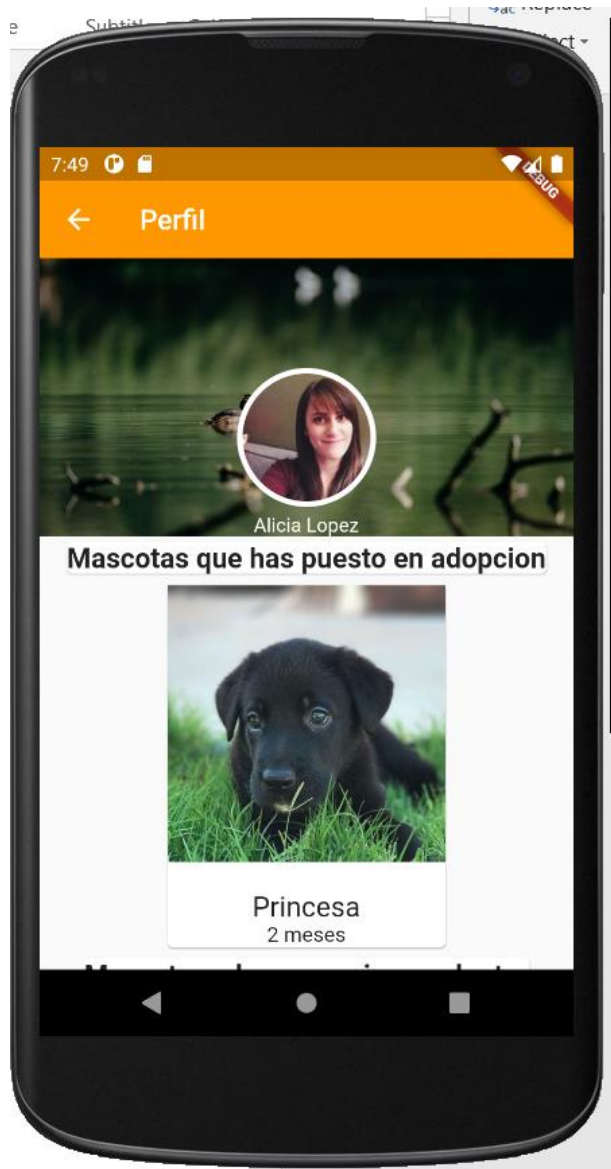 7:49
DEBUG
Perfil
Alicia Lopez
Mascotas que has puesto en adopcion
Princesa
2 meses